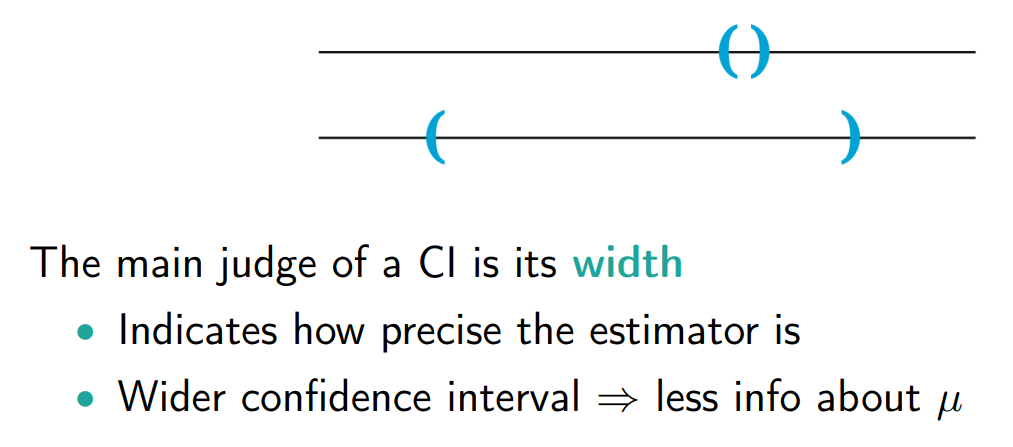 ( )
( )
The main judge of a CI is its width
• Indicates how precise the estimator is
• Wider confidence interval ⇒ less info about μ